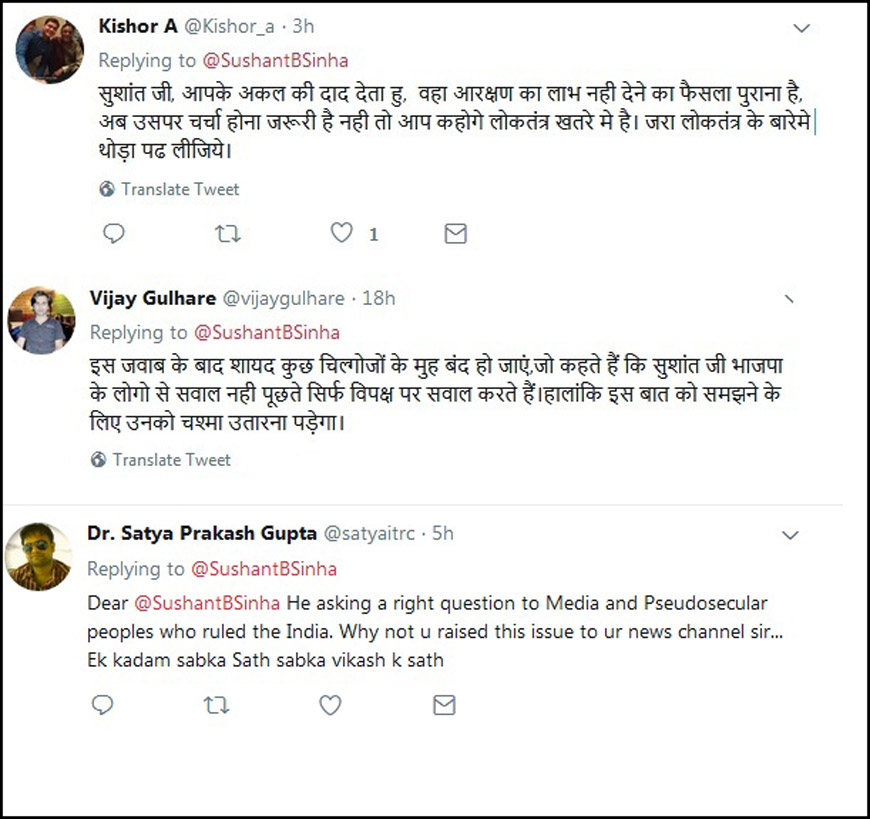 Kishor A @Kishor_a · 3h
Replying to @SushantBSinha
सुशांत जी, आपके अकल की दाद देता हु, वहा आरक्षण का लाभ नही देने का फैसला पुराना है,
अब उसपर चर्चा होना जरूरी है नही तो आप कहोगे लोकतंत्र खतरे मे है। जरा लोकतंत्र के बारेमे
थोड़ा पढ लीजिये।
Translate Tweet
1
Vijay Gulhare @vijaygulhare · 18h
Replying to @SushantBSinha
इस जवाब के बाद शायद कुछ चिल्गोजों के मुह बंद हो जाएं,जो कहते हैं कि सुशांत जी भाजपा
के लोगो से सवाल नही पूछते सिर्फ विपक्ष पर सवाल करते हैं।हालांकि इस बात को समझने के
लिए उनको चश्मा उतारना पड़ेगा।
Translate Tweet
Dr. Satya Prakash Gupta @satyaitrc · 5h
Replying to @SushantBSinha
Dear @SushantBSinha He asking a right question to Media and Pseudosecular
peoples who ruled the India. Why not u raised this issue to ur news channel sir...
Ek kadam sabka Sath sabka vikash k sath